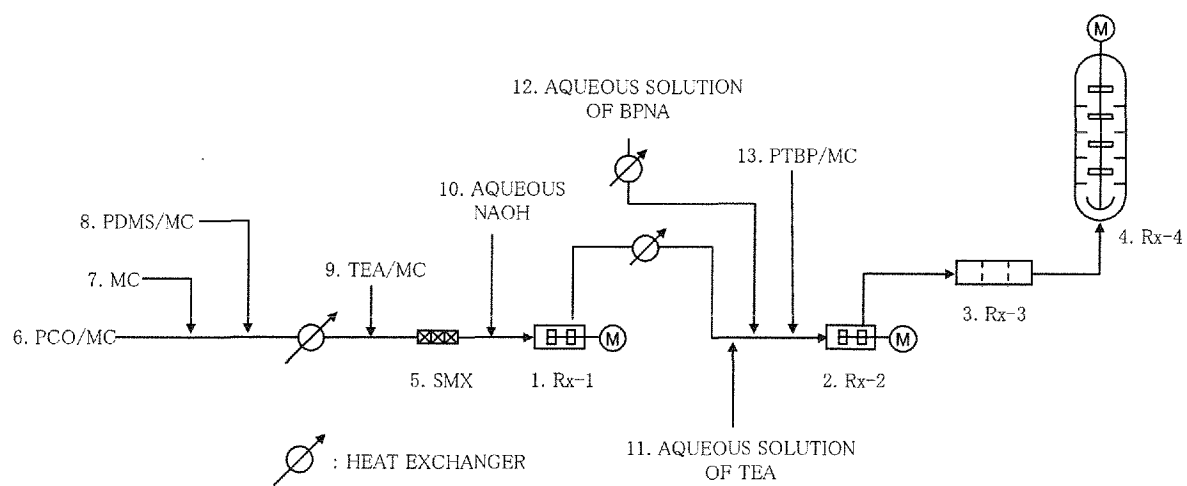 M
12. AQUEOUS SOLUTION
OF BPNA
13. PTBP/MC
10. AQUEOUS
NAOH
8. PDMS/MC
4. Rx-4
9. TEA/MC
7. MC
3. Rx-3
6. PCO/MC
M
M
5. SMX
1. Rx-1
2. Rx-2
11. AQUEOUS SOLUTION
OF TEA
: HEAT EXCHANGER